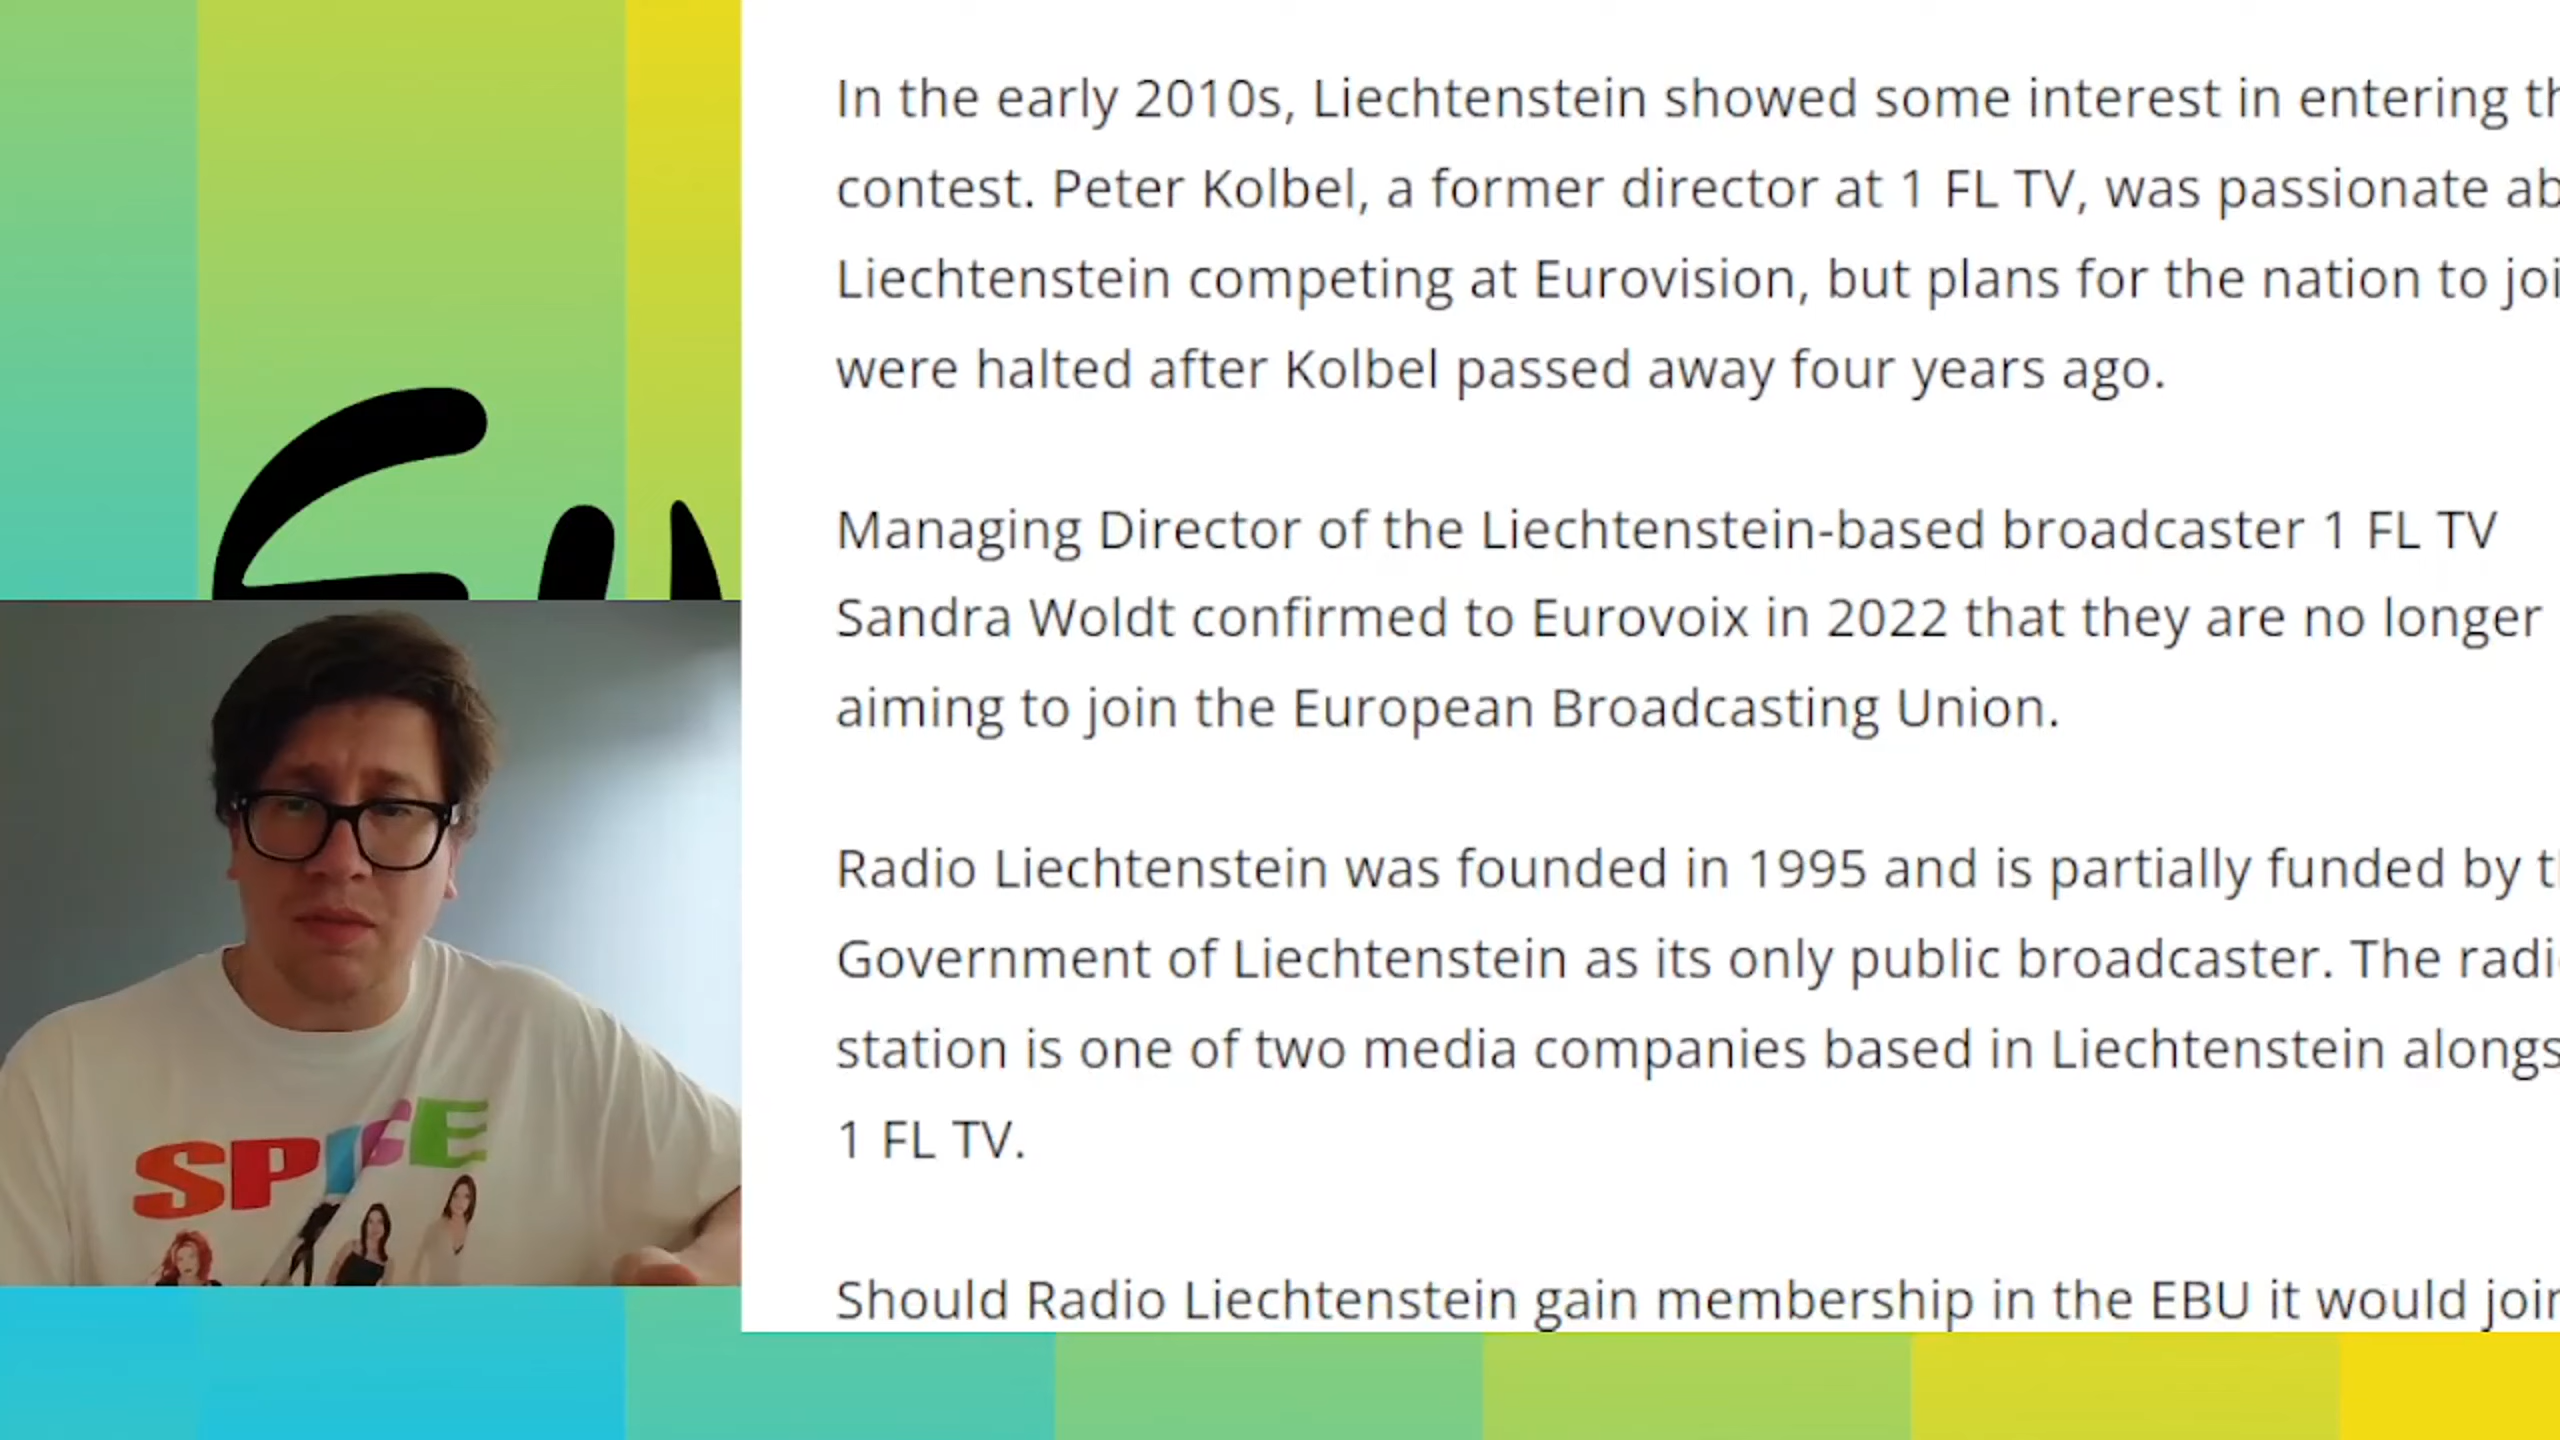 In the early 2010s, Liechtenstein showed some interest in entering
contest. Peter Kolbel, a former director at 1 FL TV, was passionate
Liechtenstein competing at Eurovision, but plans for the nation to
were halted after Kolbel passed away four years ago.
Managing Director of the Liechtenstein-based broadcaster 1 FL TV
Sandra Woldt confirmed to Eurovoix in 2022 that they are no longer
aiming to join the European Broadcasting Union.
Radio Liechtenstein was founded in 1995 and is partially funded by
Government of Liechtenstein as its only public broadcaster. The
station is one of two media companies based in Liechtenstein
1 FL TV.
Should Radio Liechtenstein gain membership in the EBU it would
SPICE